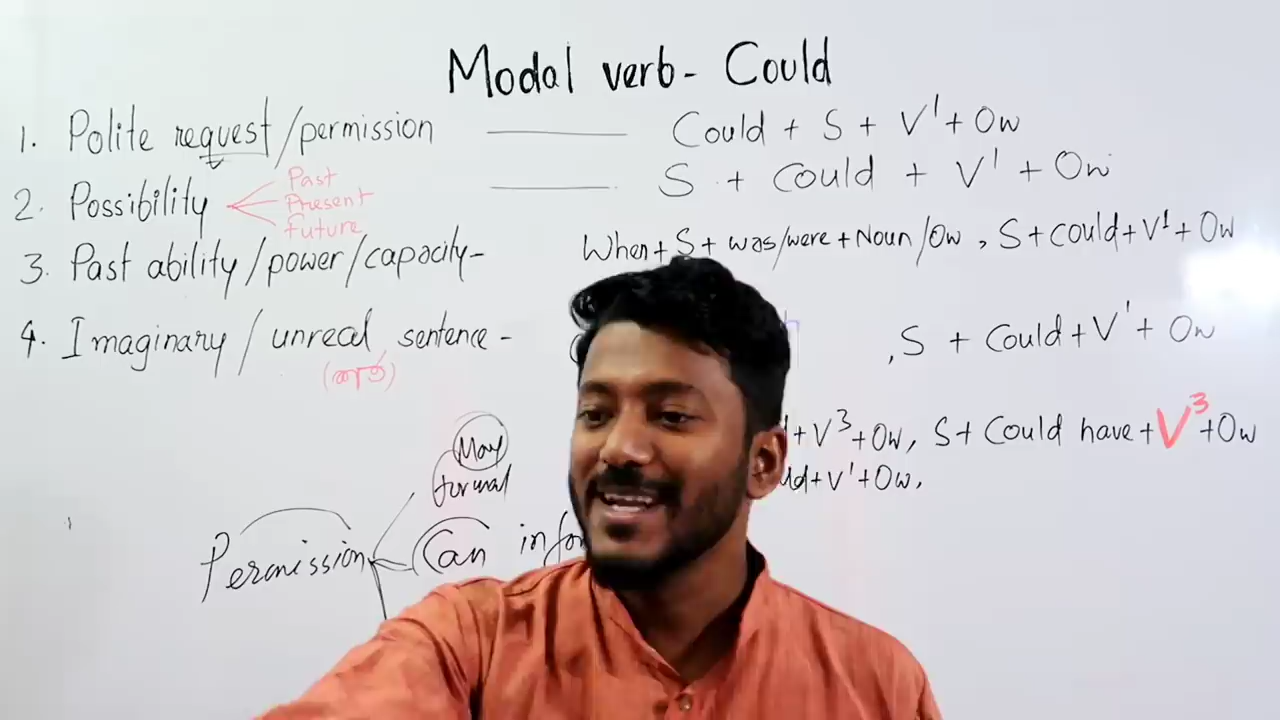 Modal verb - Could
1. Polite request/permission — Could + S + V¹ + Ow
2. Possibility — S + Could + V¹ + Ow
Past
Present
future
3. Past ability/power/capacity- When + S + was/were + Noun/Ow, S + could + V¹ + Ow
4. Imaginary/unreal sentence - , S + Could + V¹ + Ow
+ V³ + Ow, S + Could have + V³ + Ow
+ V¹ + Ow,
May
formal
Permission
Can